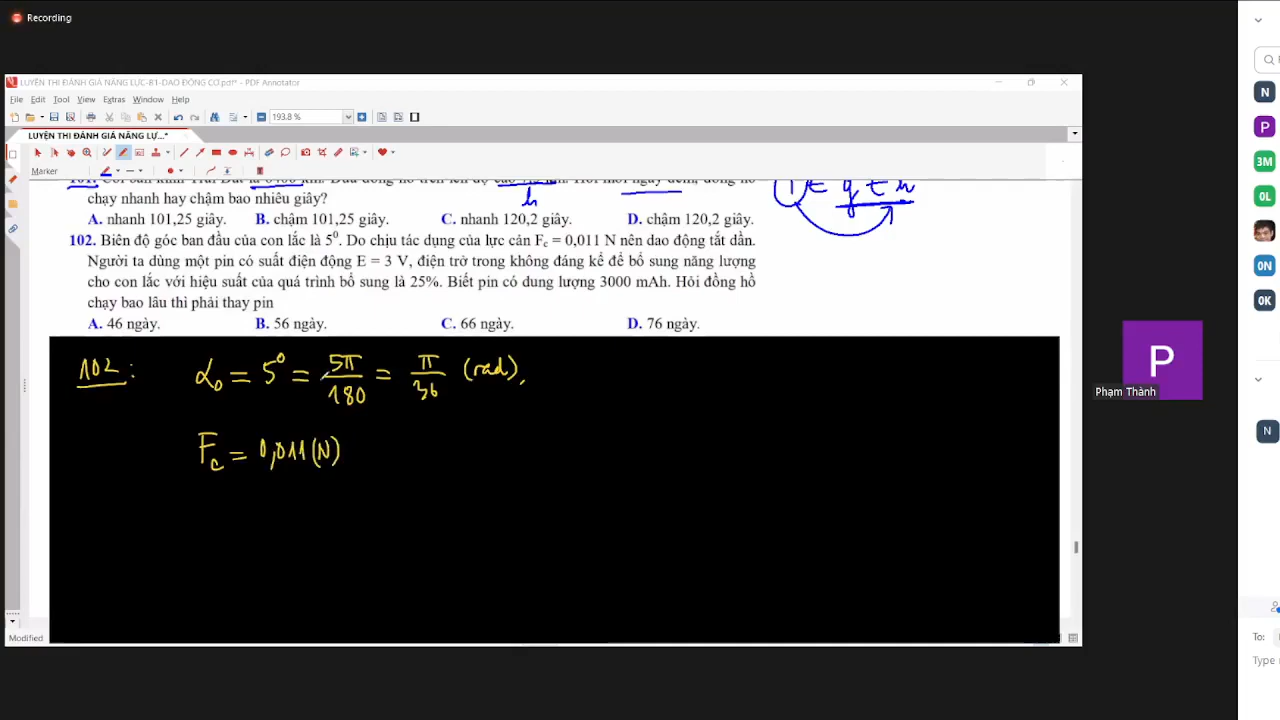 Recording
LUYỆN THI ĐÁNH GIÁ NĂNG LỰC-B1-DAO ĐỘNG CƠ.pdf* - PDF Annotator
File Edit Tool View Extras Window Help
193.8 %
LUYỆN THI ĐÁNH GIÁ NĂNG LỰ...*
Marker
chạy nhanh hay chậm bao nhiêu giây?
h
A. nhanh 101,25 giây. B. chậm 101,25 giây. C. nhanh 120,2 giây. D. chậm 120,2 giây.
102. Biên độ góc ban đầu của con lắc là 5⁰. Do chịu tác dụng của lực cản Fc = 0,011 N nên dao động tắt dần.
Người ta dùng một pin có suất điện động E = 3 V, điện trở trong không đáng kể để bổ sung năng lượng
cho con lắc với hiệu suất của quá trình bổ sung là 25%. Biết pin có dung lượng 3000 mAh. Hỏi đồng hồ
chạy bao lâu thì phải thay pin
A. 46 ngày. B. 56 ngày. C. 66 ngày. D. 76 ngày.
102 : α₀ = 5⁰ = 5π/180 = π/36 (rad),
Fc = 0,011 (N)
Modified
N
P
3M
0L
0N
0K
P
Phạm Thành
N
To:
Type